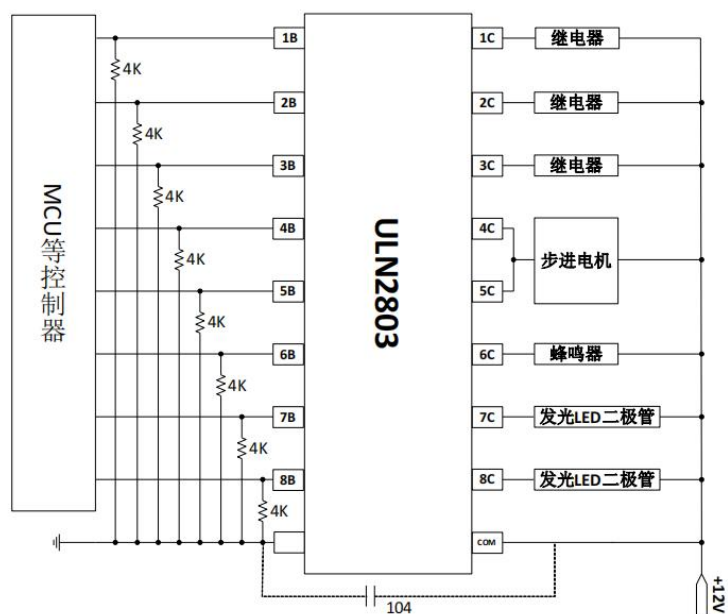 1B
1C
继电器
4K
2B
2C
继电器
4K
3B
3C
继电器
4K
4B
4C
4K
MCU等控制器
ULN2803
步进电机
5B
5C
4K
6B
6C
蜂鸣器
4K
7B
7C
发光LED二极管
4K
8B
8C
发光LED二极管
4K
COM
+12V
104